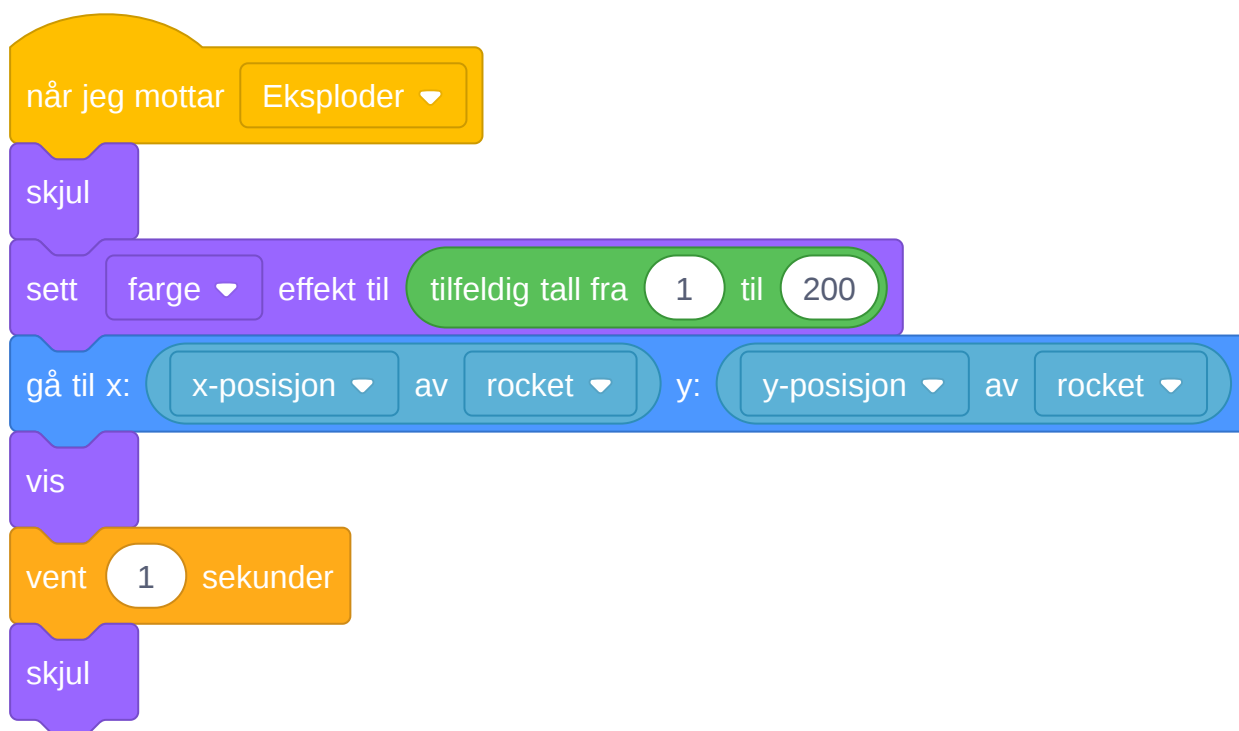 når jeg mottar Eksploder
skjul
sett farge effekt til tilfeldig tall fra 1 til 200
gå til x: x-posisjon av rocket y: y-posisjon av rocket
vis
vent 1 sekunder
skjul